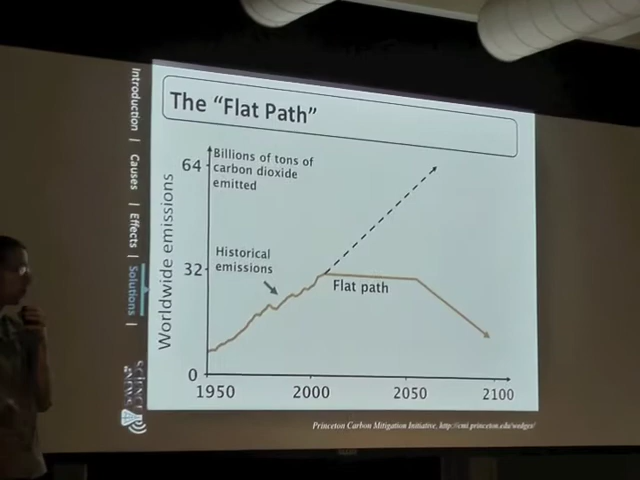 Introduction | Causes | Effects | Solutions |
The "Flat Path"
Worldwide emissions
Billions of tons of
carbon dioxide
emitted
64
32
0
Historical
emissions
Flat path
1950
2000
2050
2100
SCIENCE
Princeton Carbon Mitigation Initiative, http://cmi.princeton.edu/wedges/